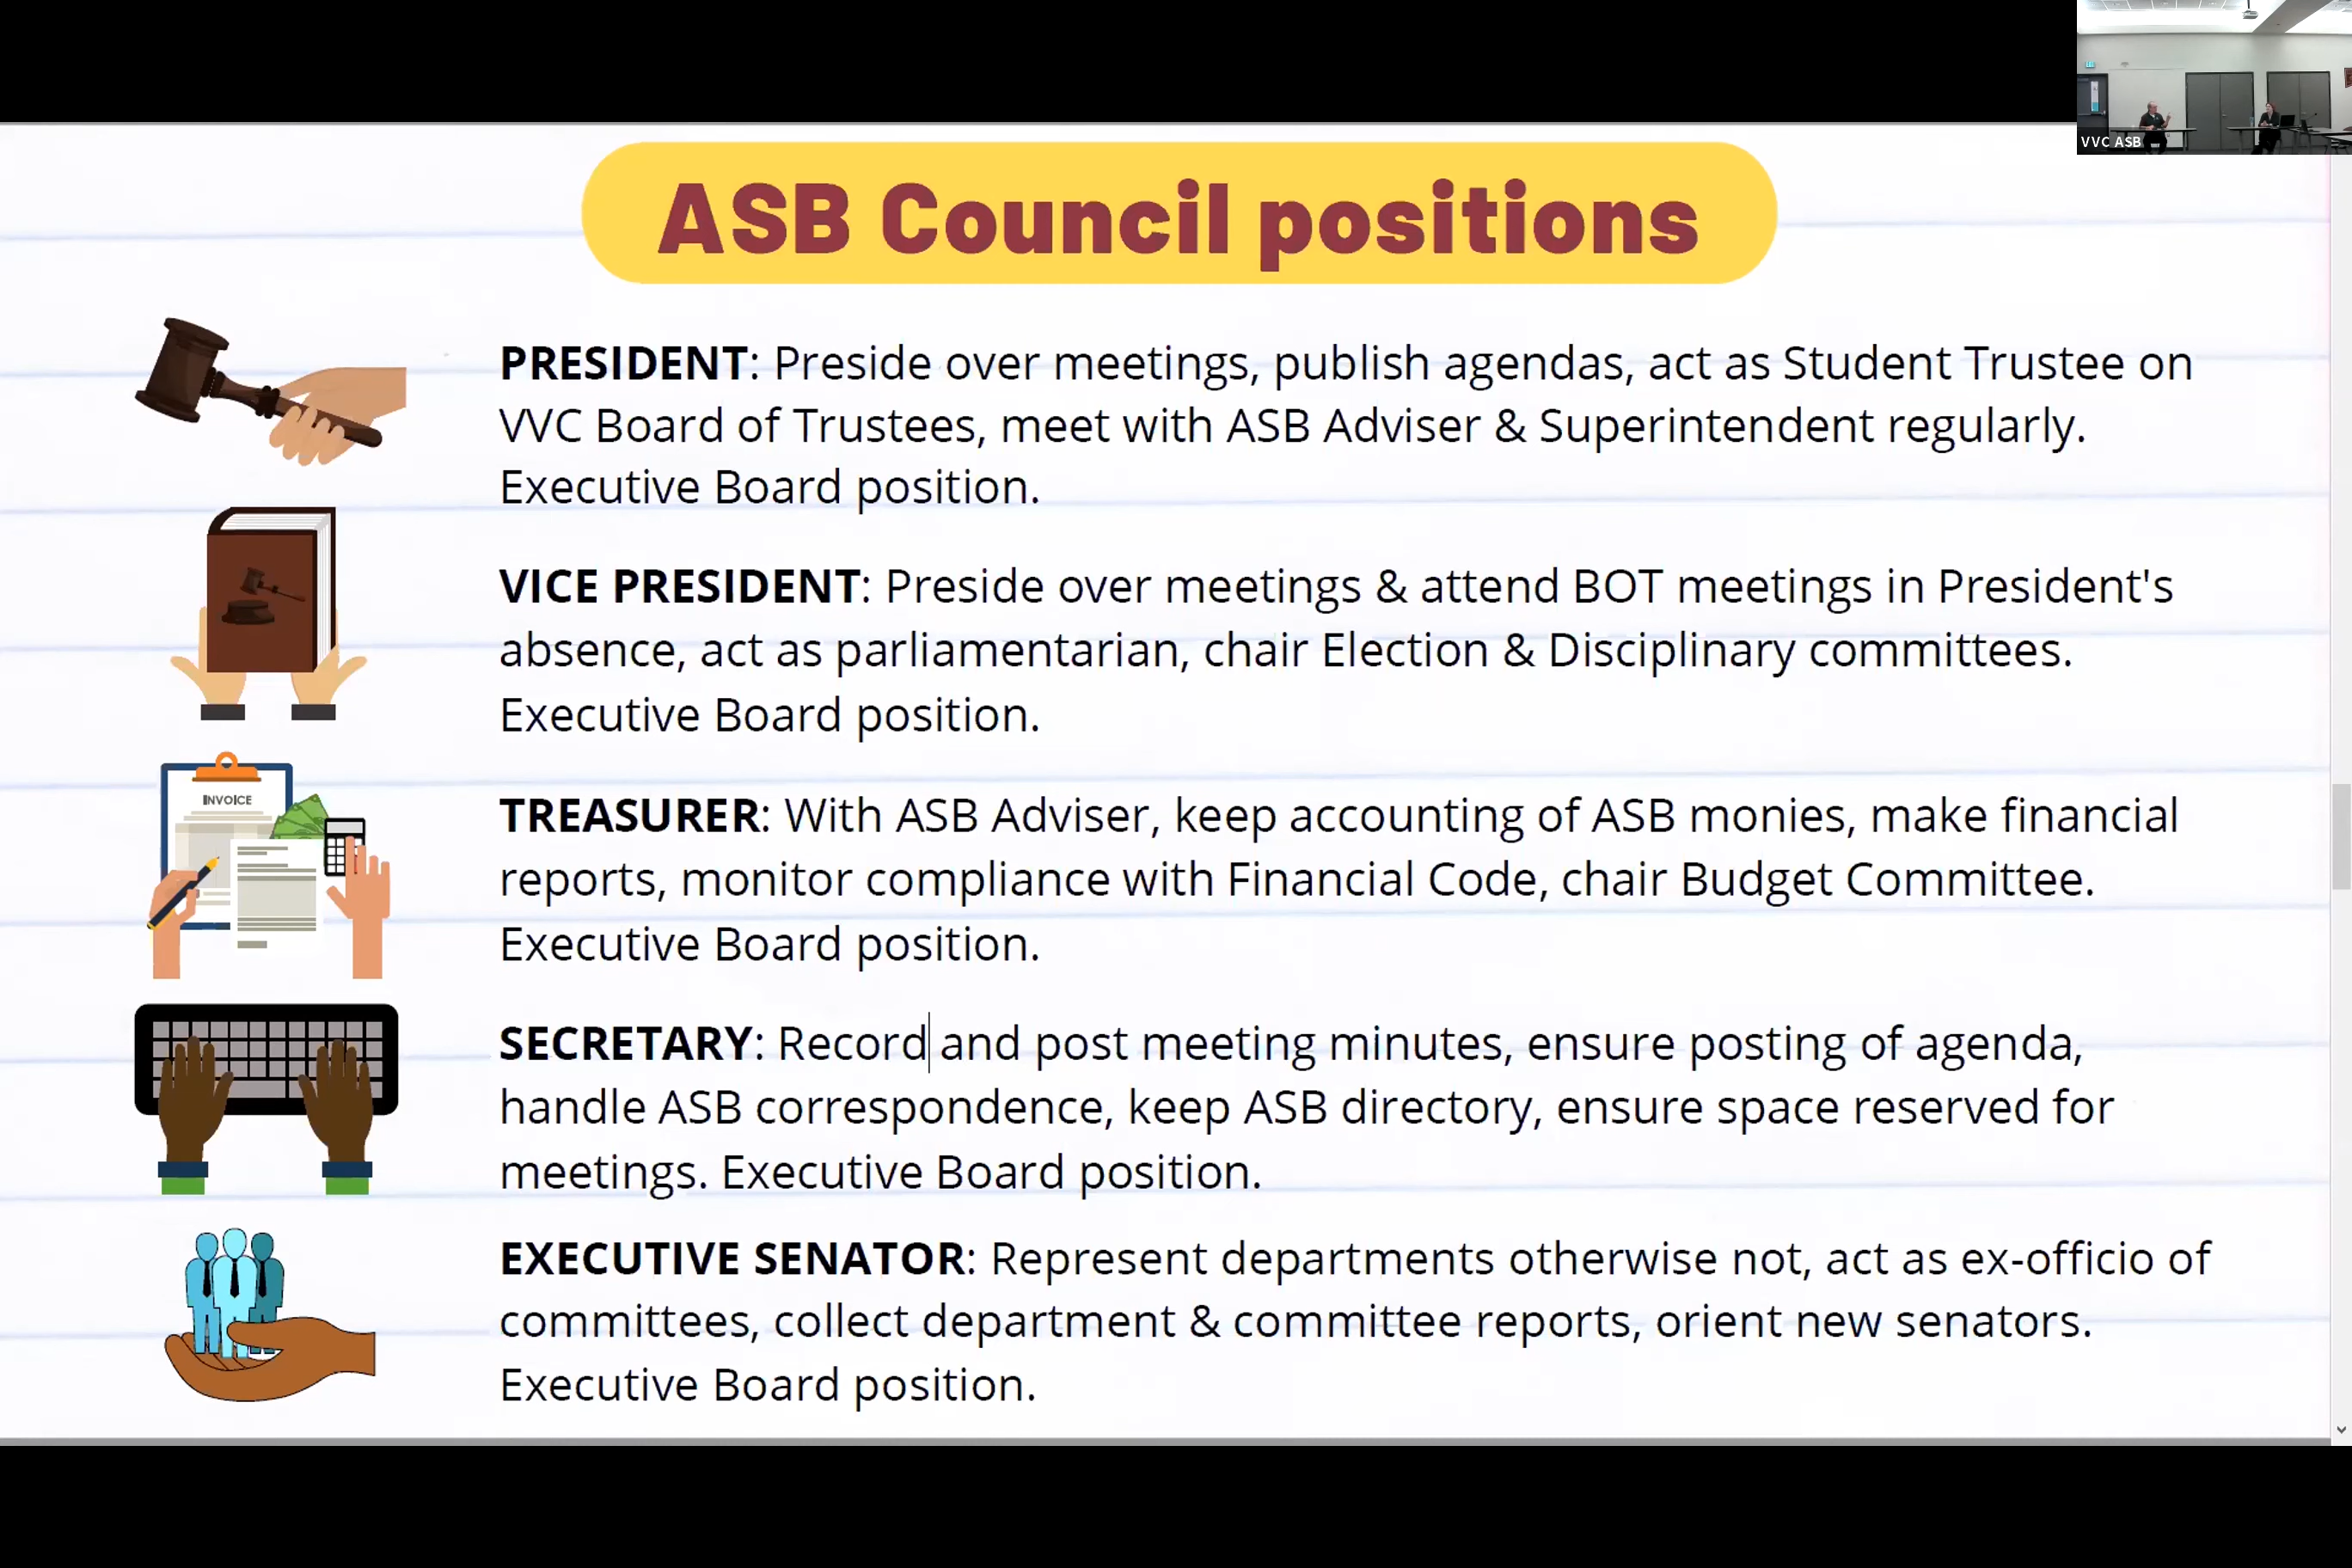 VVC ASB
ASB Council positions
PRESIDENT: Preside over meetings, publish agendas, act as Student Trustee on
VVC Board of Trustees, meet with ASB Adviser & Superintendent regularly.
Executive Board position.
VICE PRESIDENT: Preside over meetings & attend BOT meetings in President's
absence, act as parliamentarian, chair Election & Disciplinary committees.
Executive Board position.
INVOICE
TREASURER: With ASB Adviser, keep accounting of ASB monies, make financial
reports, monitor compliance with Financial Code, chair Budget Committee.
Executive Board position.
SECRETARY: Record and post meeting minutes, ensure posting of agenda,
handle ASB correspondence, keep ASB directory, ensure space reserved for
meetings. Executive Board position.
EXECUTIVE SENATOR: Represent departments otherwise not, act as ex-officio of
committees, collect department & committee reports, orient new senators.
Executive Board position.